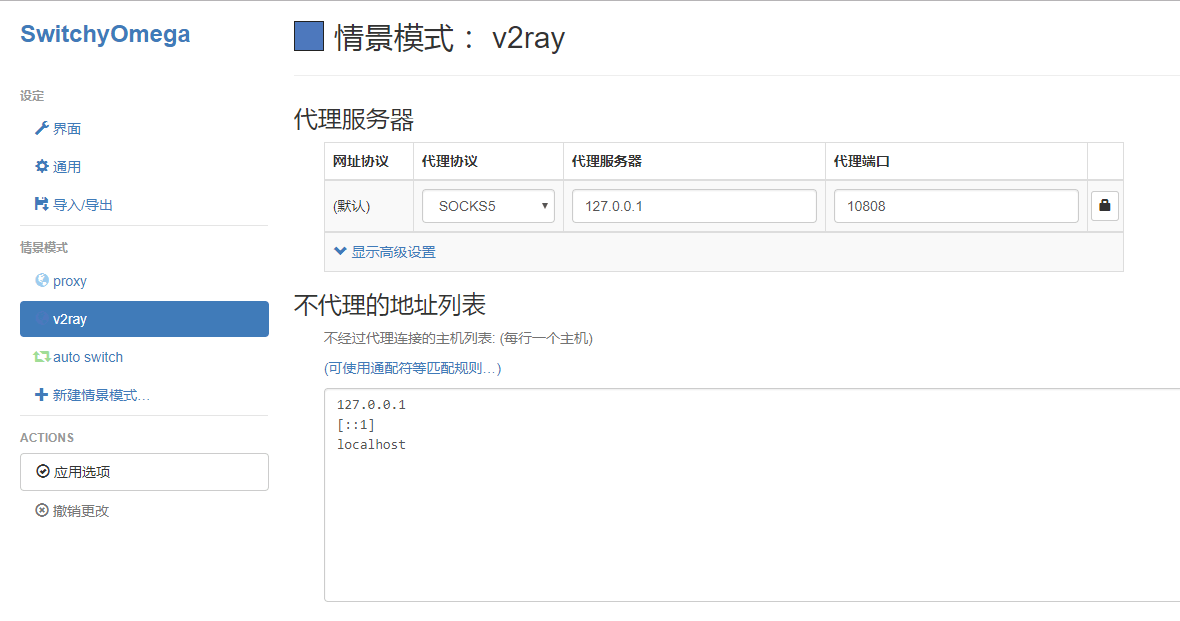 SwitchyOmega
设定
界面
通用
导入/导出
情景模式
proxy
v2ray
auto switch
新建情景模式…
ACTIONS
应用选项
撤销更改
情景模式： v2ray
代理服务器
网址协议 代理协议 代理服务器 代理端口
(默认) SOCKS5 127.0.0.1 10808
显示高级设置
不代理的地址列表
不经过代理连接的主机列表: (每行一个主机)
(可使用通配符等匹配规则…)
127.0.0.1
[::1]
localhost